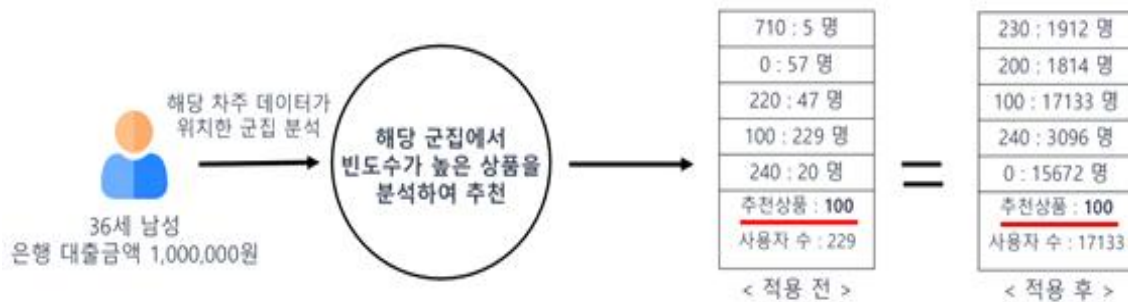 해당 차주 데이터가
위치한 군집 분석
36세 남성
은행 대출금액 1,000,000원
해당 군집에서
빈도수가 높은 상품을
분석하여 추천
710 : 5 명
0 : 57 명
220 : 47 명
100 : 229 명
240 : 20 명
추천상품 : 100
사용자 수 : 229
< 적용 전 >
230 : 1912 명
200 : 1814 명
100 : 17133 명
240 : 3096 명
0 : 15672 명
추천상품 : 100
사용자 수 : 17133
< 적용 후 >